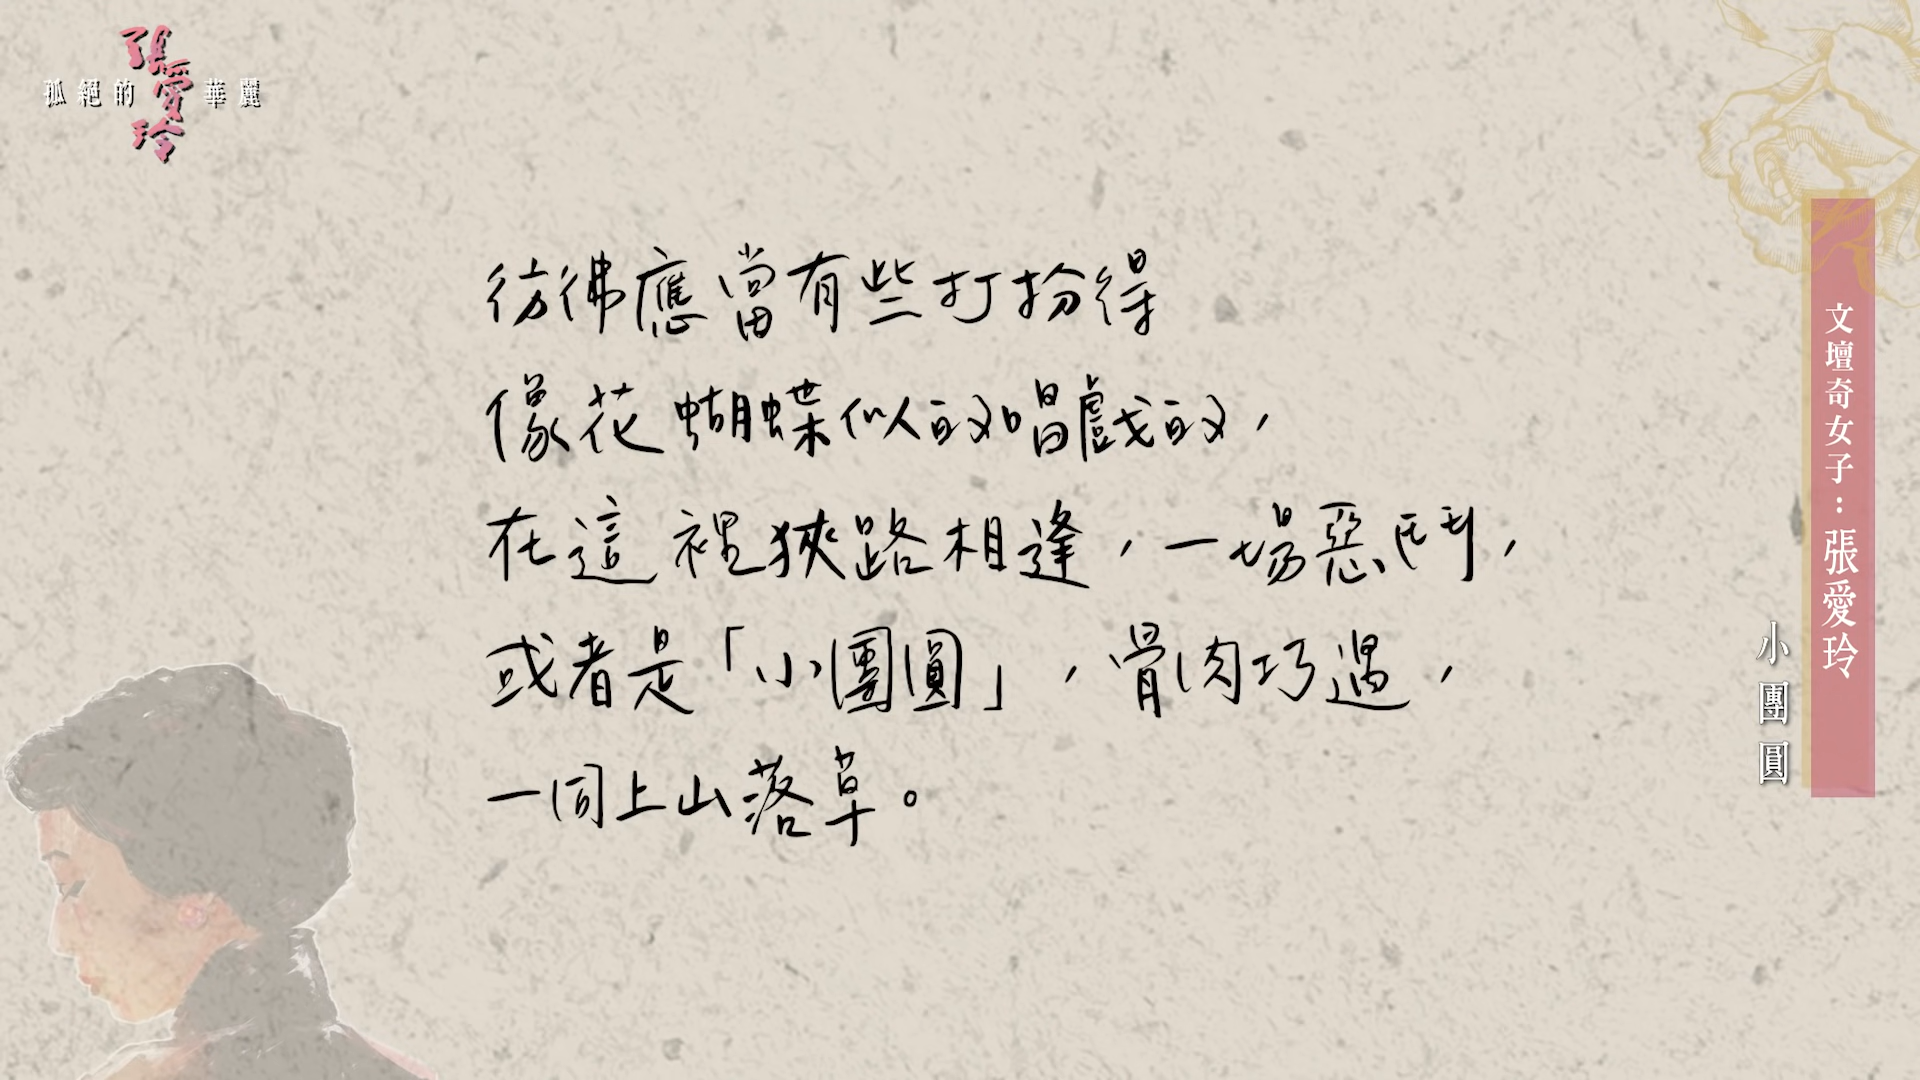 孤絕的張愛玲華麗
彷彿應當有些打扮得
像花蝴蝶似的唱戲的，
在這裡狹路相逢，一場惡鬥，
或者是「小團圓」，骨肉巧遇，
一同上山落草。
文壇奇女子：張愛玲
小團圓